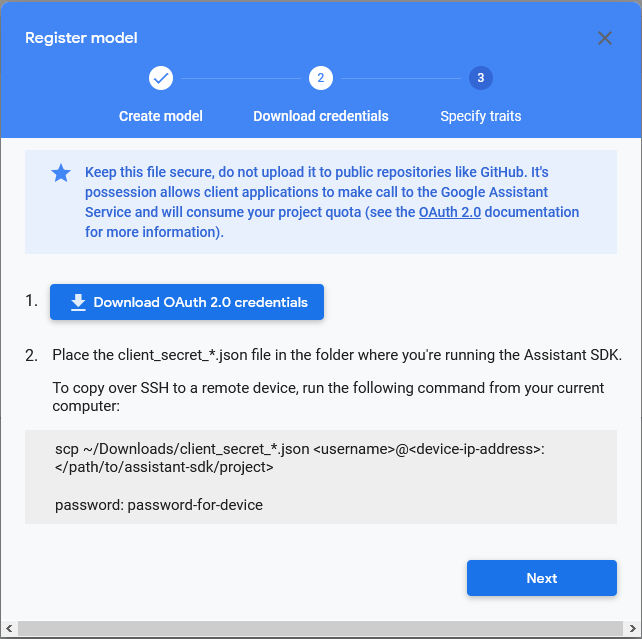 Register model
2
3
Create model
Download credentials
Specify traits
Keep this file secure, do not upload it to public repositories like GitHub. It's
possession allows client applications to make call to the Google Assistant
Service and will consume your project quota (see the OAuth 2.0 documentation
for more information).
1.
Download OAuth 2.0 credentials
2. Place the client_secret_*.json file in the folder where you're running the Assistant SDK.
To copy over SSH to a remote device, run the following command from your current
computer:
scp ~/Downloads/client_secret_*.json <username>@<device-ip-address>:
</path/to/assistant-sdk/project>
password: password-for-device
Next